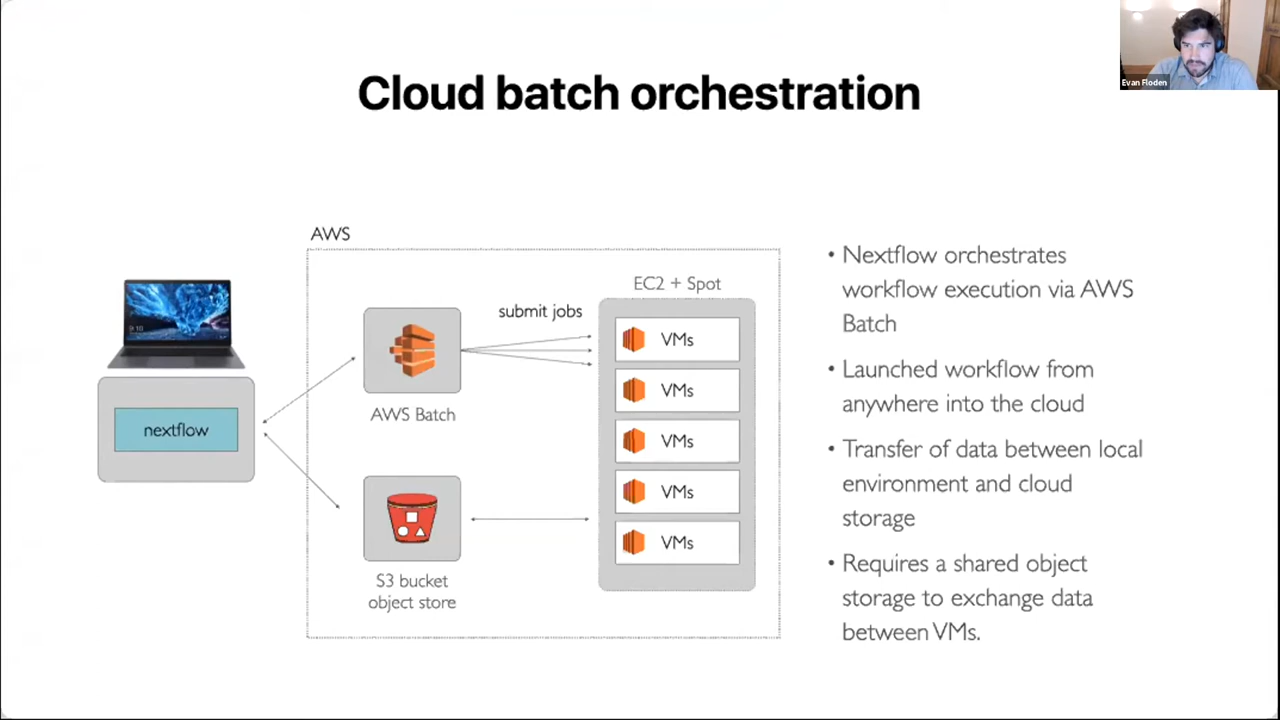 Evan Floden
Cloud batch orchestration
AWS
EC2 + Spot
submit jobs
VMs
VMs
VMs
VMs
VMs
nextflow
AWS Batch
S3 bucket
object store
• Nextflow orchestrates
workflow execution via AWS
Batch
• Launched workflow from
anywhere into the cloud
• Transfer of data between local
environment and cloud
storage
• Requires a shared object
storage to exchange data
between VMs.